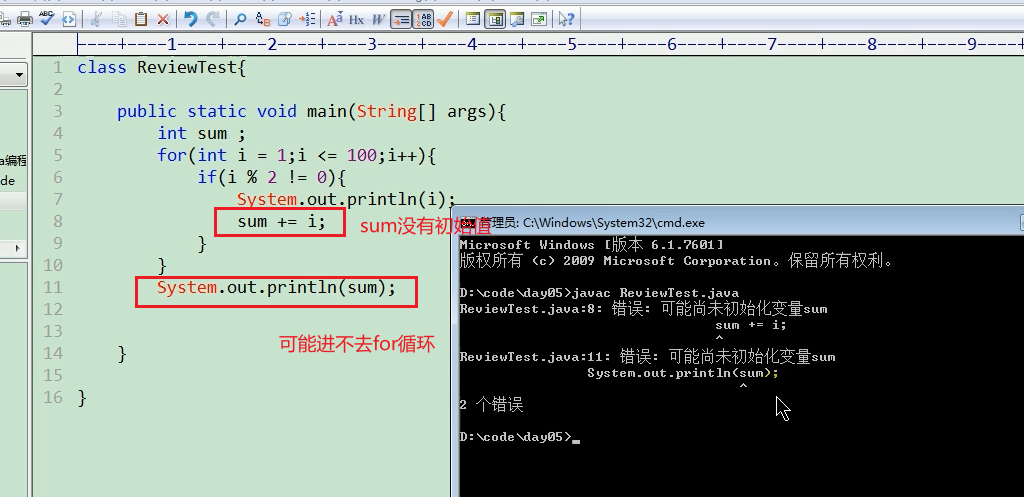 ----+----1----+----2----+----3----+----4----+----5----+----6----+----7----+----8----+----9----+
1 class ReviewTest{
2
3 public static void main(String[] args){
4 int sum ;
5 for(int i = 1;i <= 100;i++){
6 if(i % 2 != 0){
7 System.out.println(i);
8 sum += i; sum没有初始值
9 }
10 }
11 System.out.println(sum);
12
13
可能进不去for循环
14 }
15
16 }
a编程
de
管理员: C:\Windows\System32\cmd.exe
Microsoft Windows [版本 6.1.7601]
版权所有 (c) 2009 Microsoft Corporation。保留所有权利。
D:\code\day05>javac ReviewTest.java
ReviewTest.java:8: 错误: 可能尚未初始化变量sum
sum += i;
^
ReviewTest.java:11: 错误: 可能尚未初始化变量sum
System.out.println(sum);
^
2 个错误
D:\code\day05>_